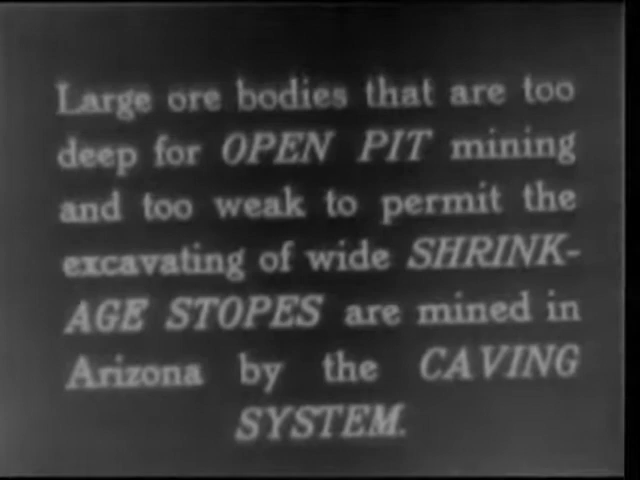 Large ore bodies that are too
deep for OPEN PIT mining
and too weak to permit the
excavating of wide SHRINK-
AGE STOPES are mined in
Arizona by the CAVING
SYSTEM.